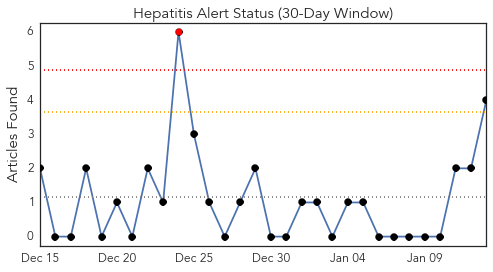 Hepatitis Alert Status (30-Day Window)
Articles Found
6
5
4
3
2
1
0
Dec 15 Dec 20 Dec 25 Dec 30 Jan 04 Jan 09